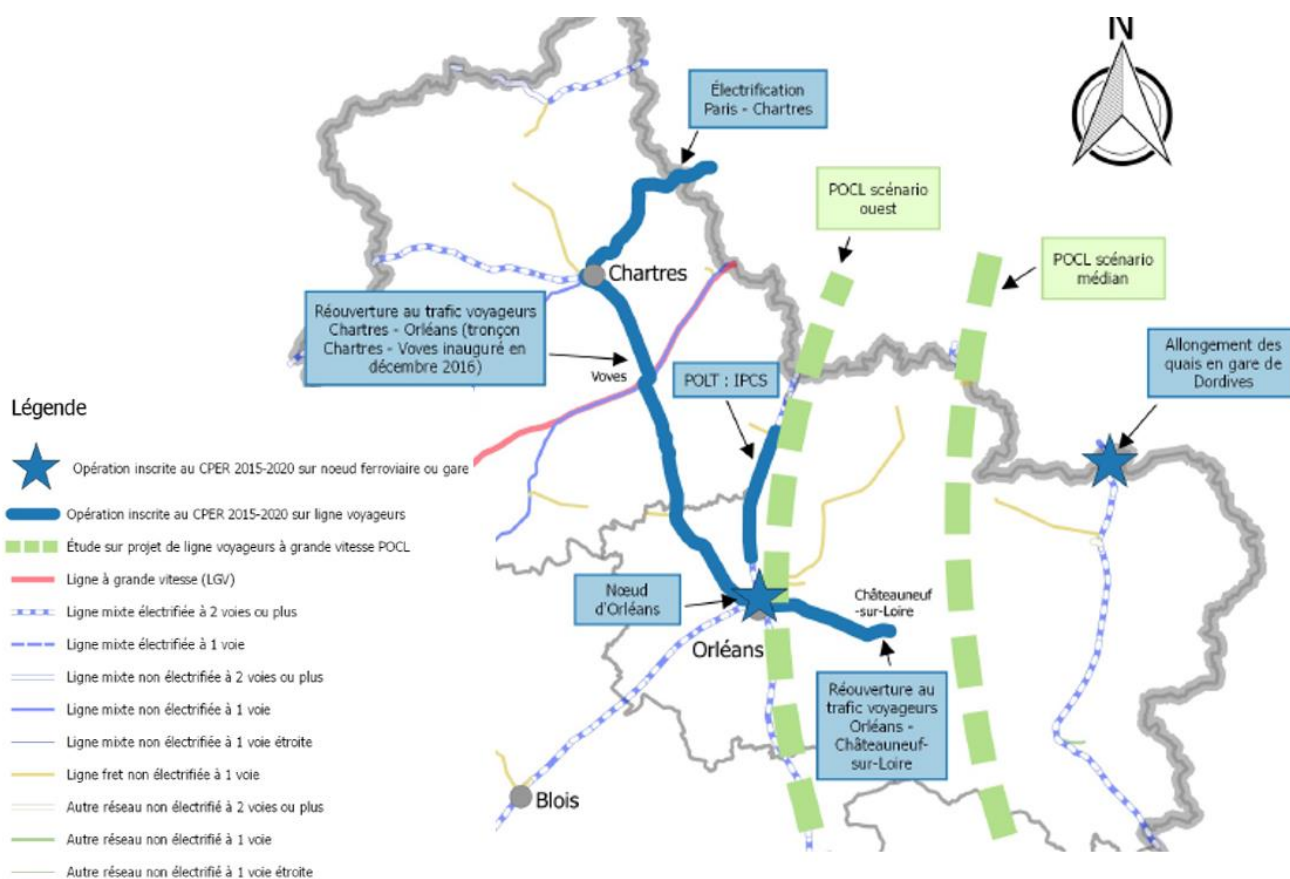 N
Électrification
Paris - Chartres
POCL scénario
ouest
POCL scénario
médian
Chartres
Réouverture au trafic voyageurs
Chartres - Orléans (tronçon
Chartres - Voves inauguré en
décembre 2016)
Voves
POLT : IPCS
Allongement des
quais en gare de
Dordives
Nœud
d'Orléans
Orléans
Châteauneuf
-sur-Loire
Réouverture au
trafic voyageurs
Orléans -
Châteauneuf-
sur-Loire
Blois
Légende
Opération inscrite au CPER 2015-2020 sur noeud ferroviaire ou gare
Opération inscrite au CPER 2015-2020 sur ligne voyageurs
Étude sur projet de ligne voyageurs à grande vitesse POCL
Ligne à grande vitesse (LGV)
Ligne mixte électrifiée à 2 voies ou plus
Ligne mixte électrifiée à 1 voie
Ligne mixte non électrifiée à 2 voies ou plus
Ligne mixte non électrifiée à 1 voie
Ligne mixte non électrifiée à 1 voie étroite
Ligne fret non électrifiée à 1 voie
Autre réseau non électrifié à 2 voies ou plus
Autre réseau non électrifié à 1 voie
Autre réseau non électrifié à 1 voie étroite